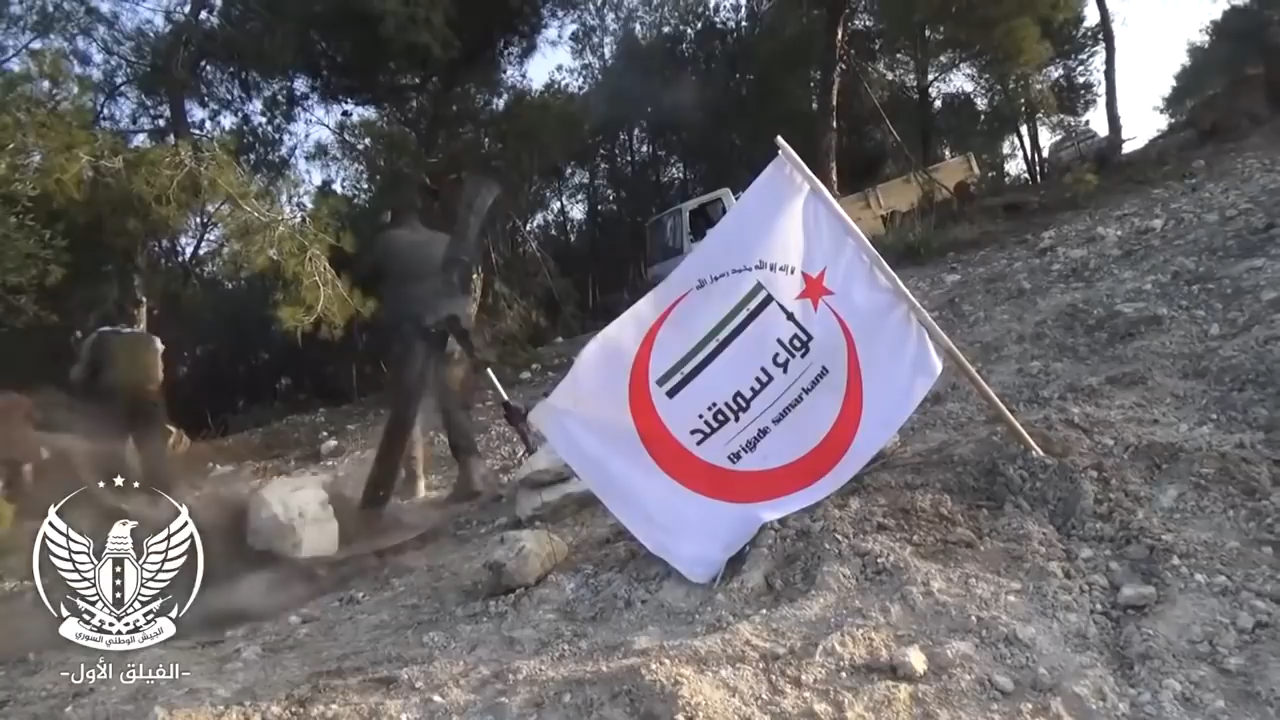 لا إله إلا الله محمد رسول الله
لواء سمرقند
Brigade samarkand
الجيش الوطني السوري
-الفيلق الأول-